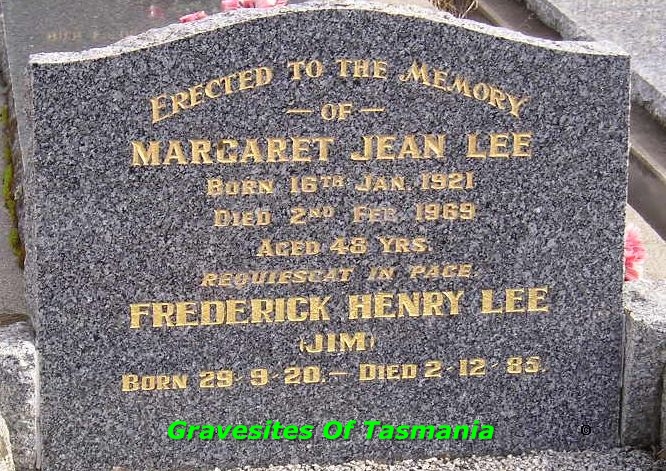 ERECTED TO THE MEMORY
— OF —
MARGARET JEAN LEE
BORN 16TH JAN. 1921
DIED 2ND FEB. 1969
AGED 48 YRS.
REQUIESCAT IN PACE.
FREDERICK HENRY LEE
(JIM)
BORN 29-9-20.— DIED 2-12-85.
Gravesites Of Tasmania ©